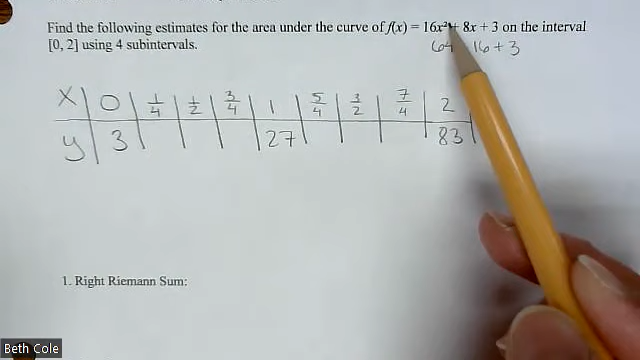 Find the following estimates for the area under the curve of f(x) = 16x² + 8x + 3 on the interval
[0, 2] using 4 subintervals.
64 16 + 3
x 0 1/4 1/2 3/4 1 5/4 3/2 7/4 2
y 3 27 83
1. Right Riemann Sum:
Beth Cole